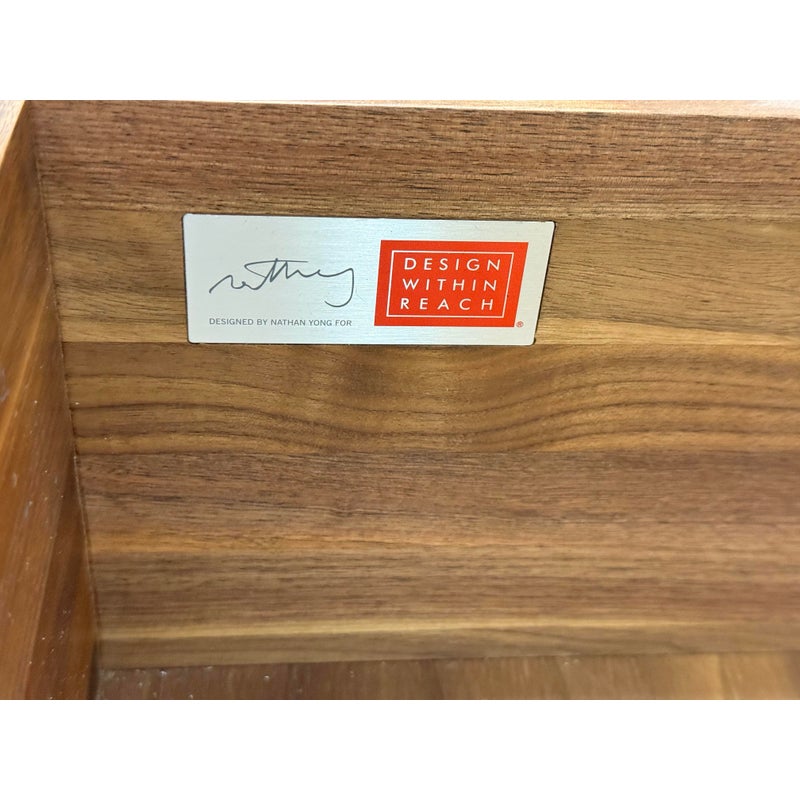 DESIGNED BY NATHAN YONG FOR
DESIGN
WITHIN
REACH
®